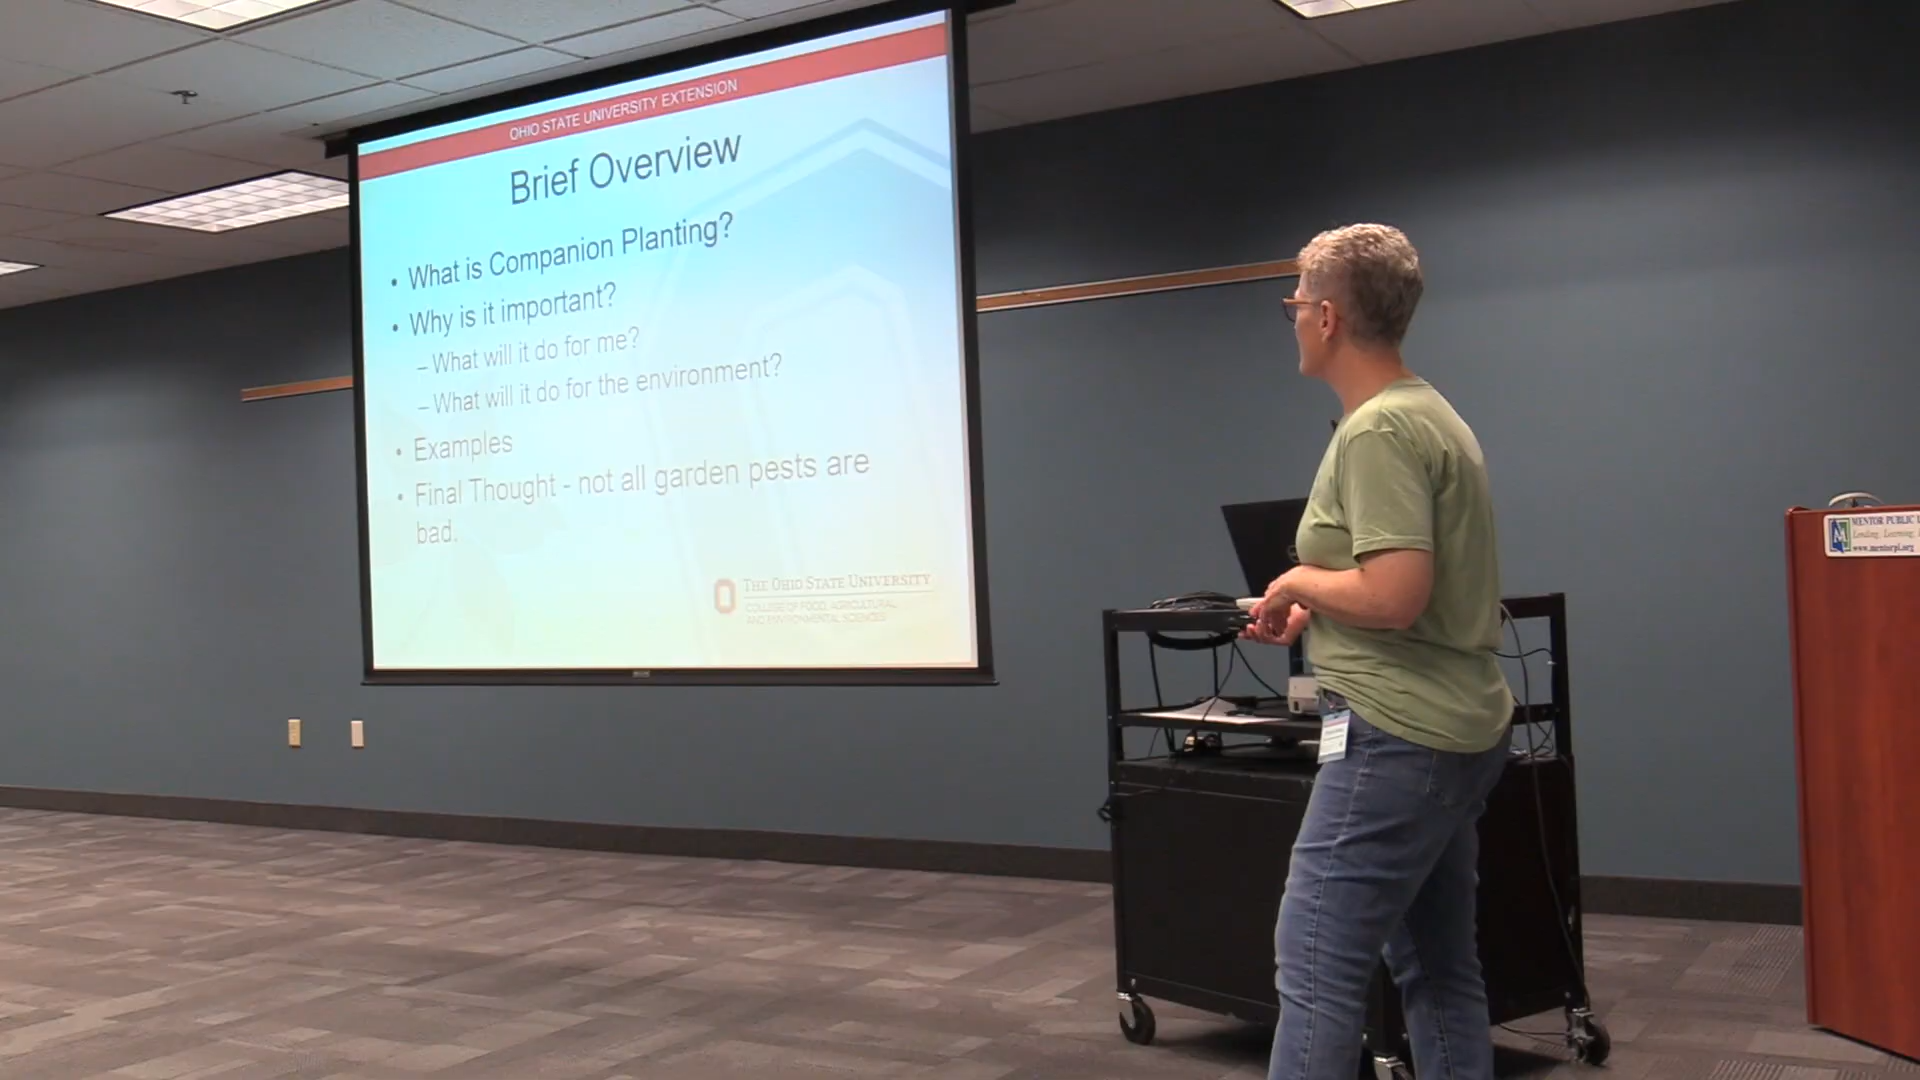 OHIO STATE UNIVERSITY EXTENSION
Brief Overview
• What is Companion Planting?
• Why is it important?
– What will it do for me?
– What will it do for the environment?
• Examples
• Final Thought - not all garden pests are
bad.
THE OHIO STATE UNIVERSITY
COLLEGE OF FOOD, AGRICULTURAL,
AND ENVIRONMENTAL SCIENCES
MENTOR PUBLIC
Lending, Learning,
www.mentorpl.org